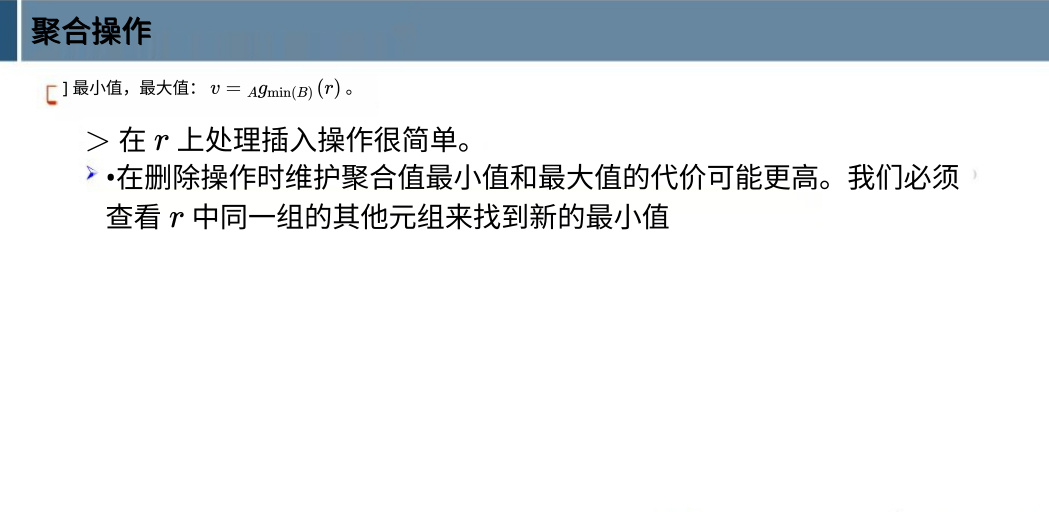 聚合操作
] 最小值，最大值： v = Agmin(B) (r) 。
> 在 r 上处理插入操作很简单。
•在删除操作时维护聚合值最小值和最大值的代价可能更高。我们必须
查看 r 中同一组的其他元组来找到新的最小值